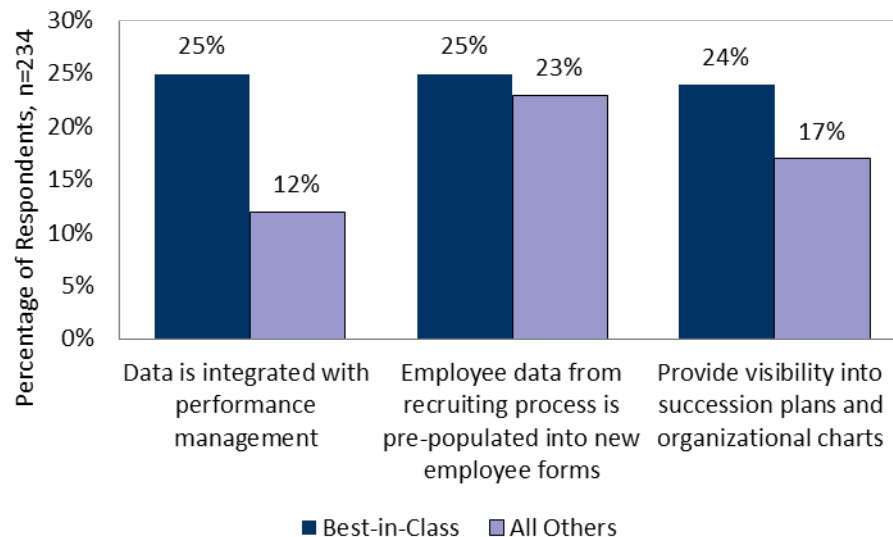 Percentage of Respondents, n=234
30%
25%
20%
15%
10%
5%
0%
25%
12%
25%
23%
24%
17%
Data is integrated with
performance
management
Employee data from
recruiting process is
pre-populated into new
employee forms
Provide visibility into
succession plans and
organizational charts
Best-in-Class
All Others